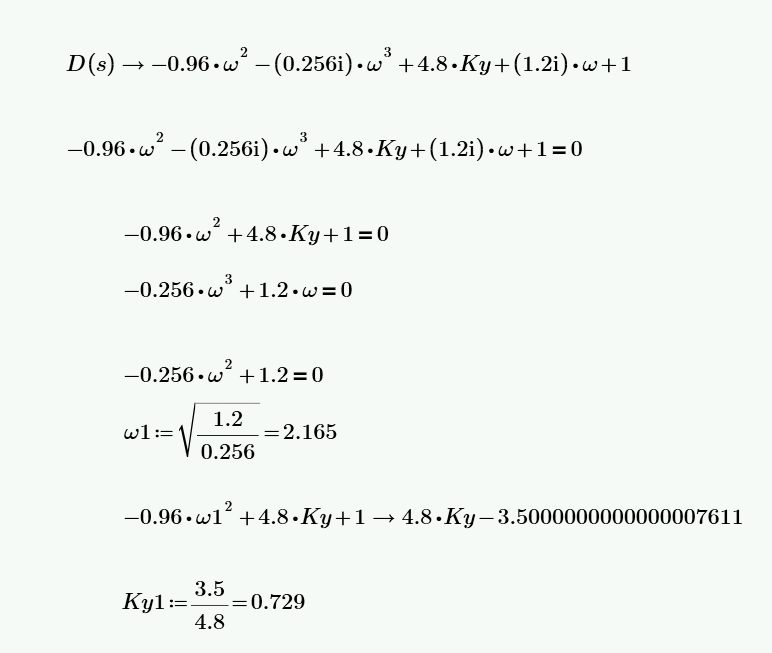 D(s) → −0.96·ω² −(0.256i)·ω³ +4.8·Ky+(1.2i)·ω+1
−0.96·ω² −(0.256i)·ω³ +4.8·Ky+(1.2i)·ω+1=0
−0.96·ω² +4.8·Ky+1=0
−0.256·ω³ +1.2·ω=0
−0.256·ω² +1.2=0
ω1:=√(1.2/0.256)=2.165
−0.96·ω1² +4.8·Ky+1 → 4.8·Ky−3.5000000000000007611
Ky1:=3.5/4.8=0.729